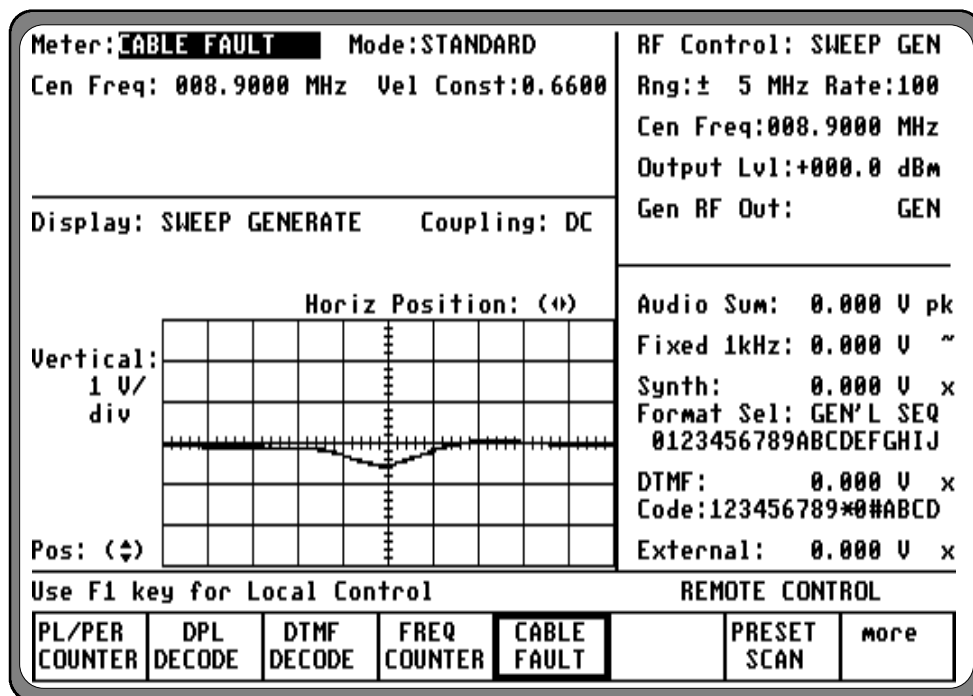 Meter:CABLE FAULT Mode:STANDARD
Cen Freq: 008.9000 MHz Vel Const:0.6600
Display: SWEEP GENERATE Coupling: DC
Horiz Position: (◂▸)
Vertical:
1 V/
div
Pos: (▴▾)
RF Control: SWEEP GEN
Rng:± 5 MHz Rate:100
Cen Freq:008.9000 MHz
Output Lvl:+000.0 dBm
Gen RF Out: GEN
Audio Sum: 0.000 V pk
Fixed 1kHz: 0.000 V ~
Synth: 0.000 V x
Format Sel: GEN'L SEQ
0123456789ABCDEFGHIJ
DTMF: 0.000 V x
Code:123456789*0#ABCD
External: 0.000 V x
Use F1 key for Local Control REMOTE CONTROL
PL/PER COUNTER
DPL DECODE
DTMF DECODE
FREQ COUNTER
CABLE FAULT
PRESET SCAN
more